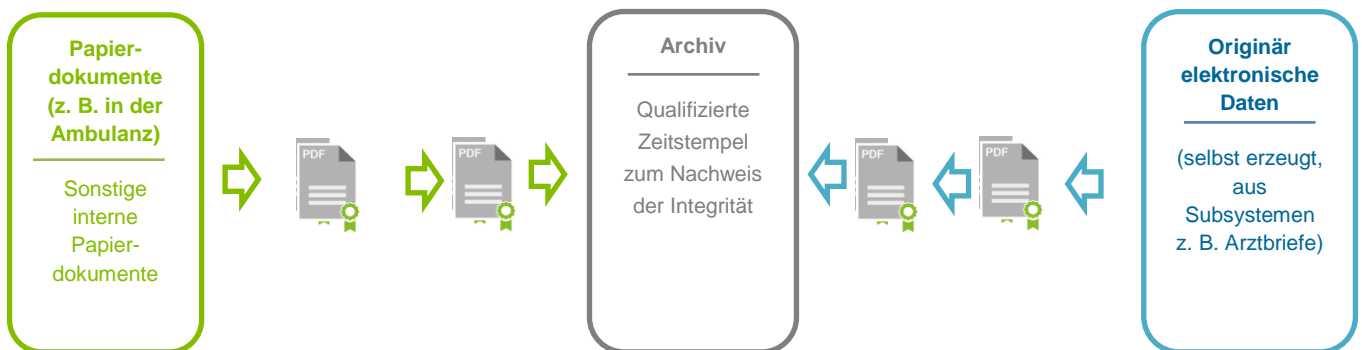 Papier-
dokumente
(z. B. in der
Ambulanz)
Sonstige
interne
Papier-
dokumente
PDF
PDF
Archiv
Qualifizierte
Zeitstempel
zum Nachweis
der Integrität
PDF
PDF
Originär
elektronische
Daten
(selbst erzeugt,
aus
Subsystemen
z. B. Arztbriefe)